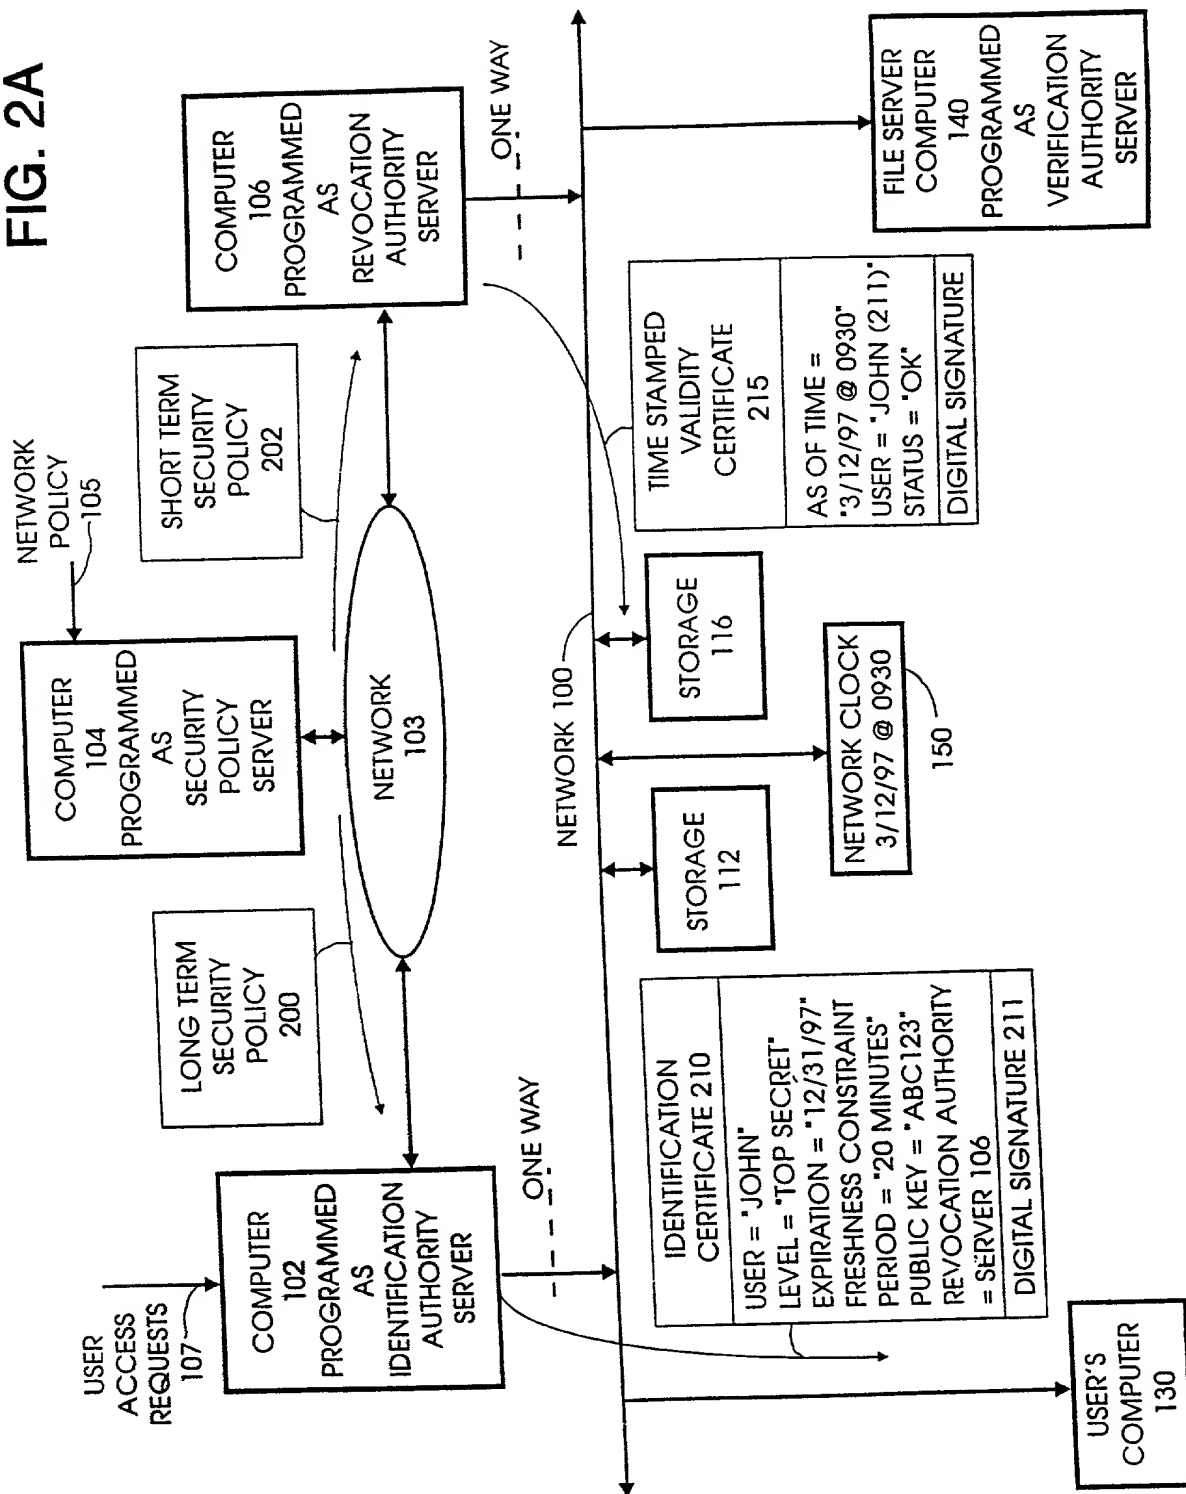 FIG. 2A
USER
ACCESS
REQUESTS
107
COMPUTER
102
PROGRAMMED
AS
IDENTIFICATION
AUTHORITY
SERVER
LONG TERM
SECURITY
POLICY
200
COMPUTER
104
PROGRAMMED
AS
SECURITY
POLICY
SERVER
NETWORK
POLICY
105
SHORT TERM
SECURITY
POLICY
202
COMPUTER
106
PROGRAMMED
AS
REVOCATION
AUTHORITY
SERVER
NETWORK
103
ONE WAY
ONE WAY
NETWORK 100
IDENTIFICATION
CERTIFICATE 210
USER = "JOHN"
LEVEL = "TOP SECRET"
EXPIRATION = "12/31/97"
FRESHNESS CONSTRAINT
PERIOD = "20 MINUTES"
PUBLIC KEY = "ABC123"
REVOCATION AUTHORITY
= SERVER 106
DIGITAL SIGNATURE 211
STORAGE
112
STORAGE
116
TIME STAMPED
VALIDITY
CERTIFICATE
215
AS OF TIME =
"3/12/97 @ 0930"
USER = "JOHN (211)"
STATUS = "OK"
DIGITAL SIGNATURE
NETWORK CLOCK
3/12/97 @ 0930
150
USER'S
COMPUTER
130
FILE SERVER
COMPUTER
140
PROGRAMMED
AS
VERIFICATION
AUTHORITY
SERVER